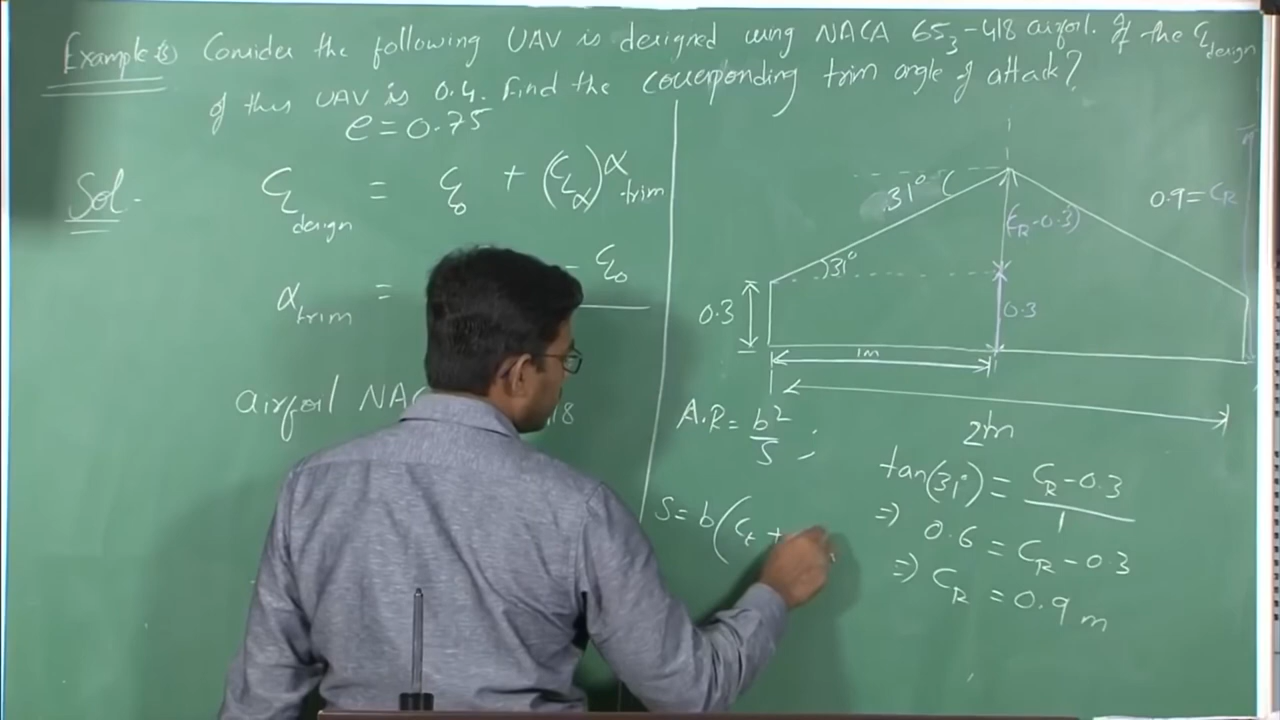 Example:3) Consider the following UAV is designed using NACA 65₃-418 airfoil. If the C_L design
of this UAV is 0.4. Find the corresponding trim angle of attack?
e = 0.75
Sol.
C_L design = C_L0 + (C_Lα) α trim
α trim = - C_L0
airfoil NAC 18
31°
31°
(C_R-0.3)
0.9 = C_R
0.3
0.3
1m
2m
A.R = b²/S ;
S = b(C_t +
tan(31°) = (C_R - 0.3)/1
⇒ 0.6 = C_R - 0.3
⇒ C_R = 0.9 m